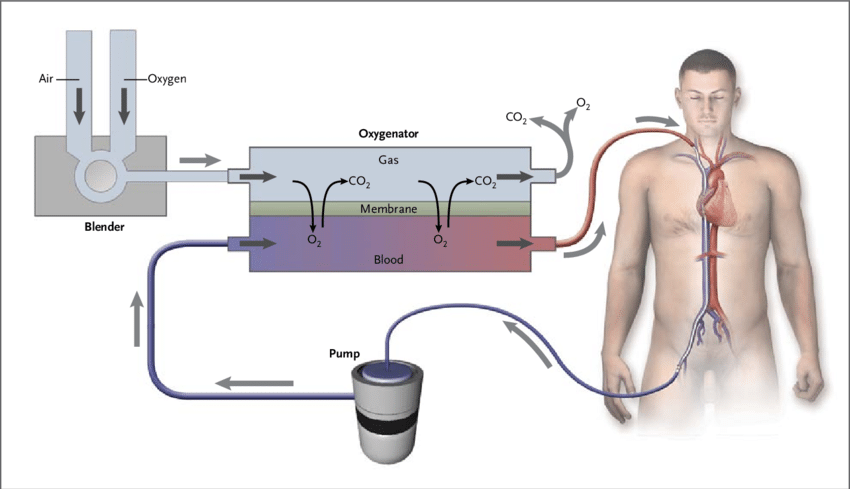 Air
Oxygen
Blender
Oxygenator
Gas
CO₂
CO₂
Membrane
O₂
O₂
Blood
CO₂
O₂
Pump